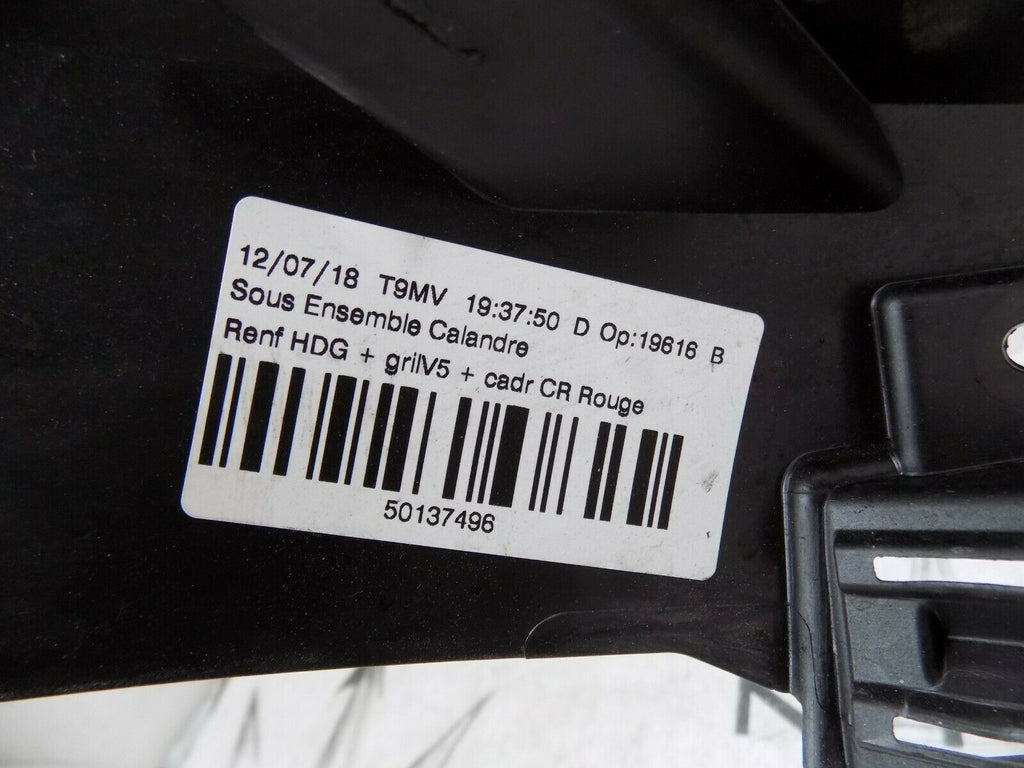 12/07/18 T9MV 19:37:50 D Op:19616 B
Sous Ensemble Calandre
Renf HDG + grilV5 + cadr CR Rouge
50137496